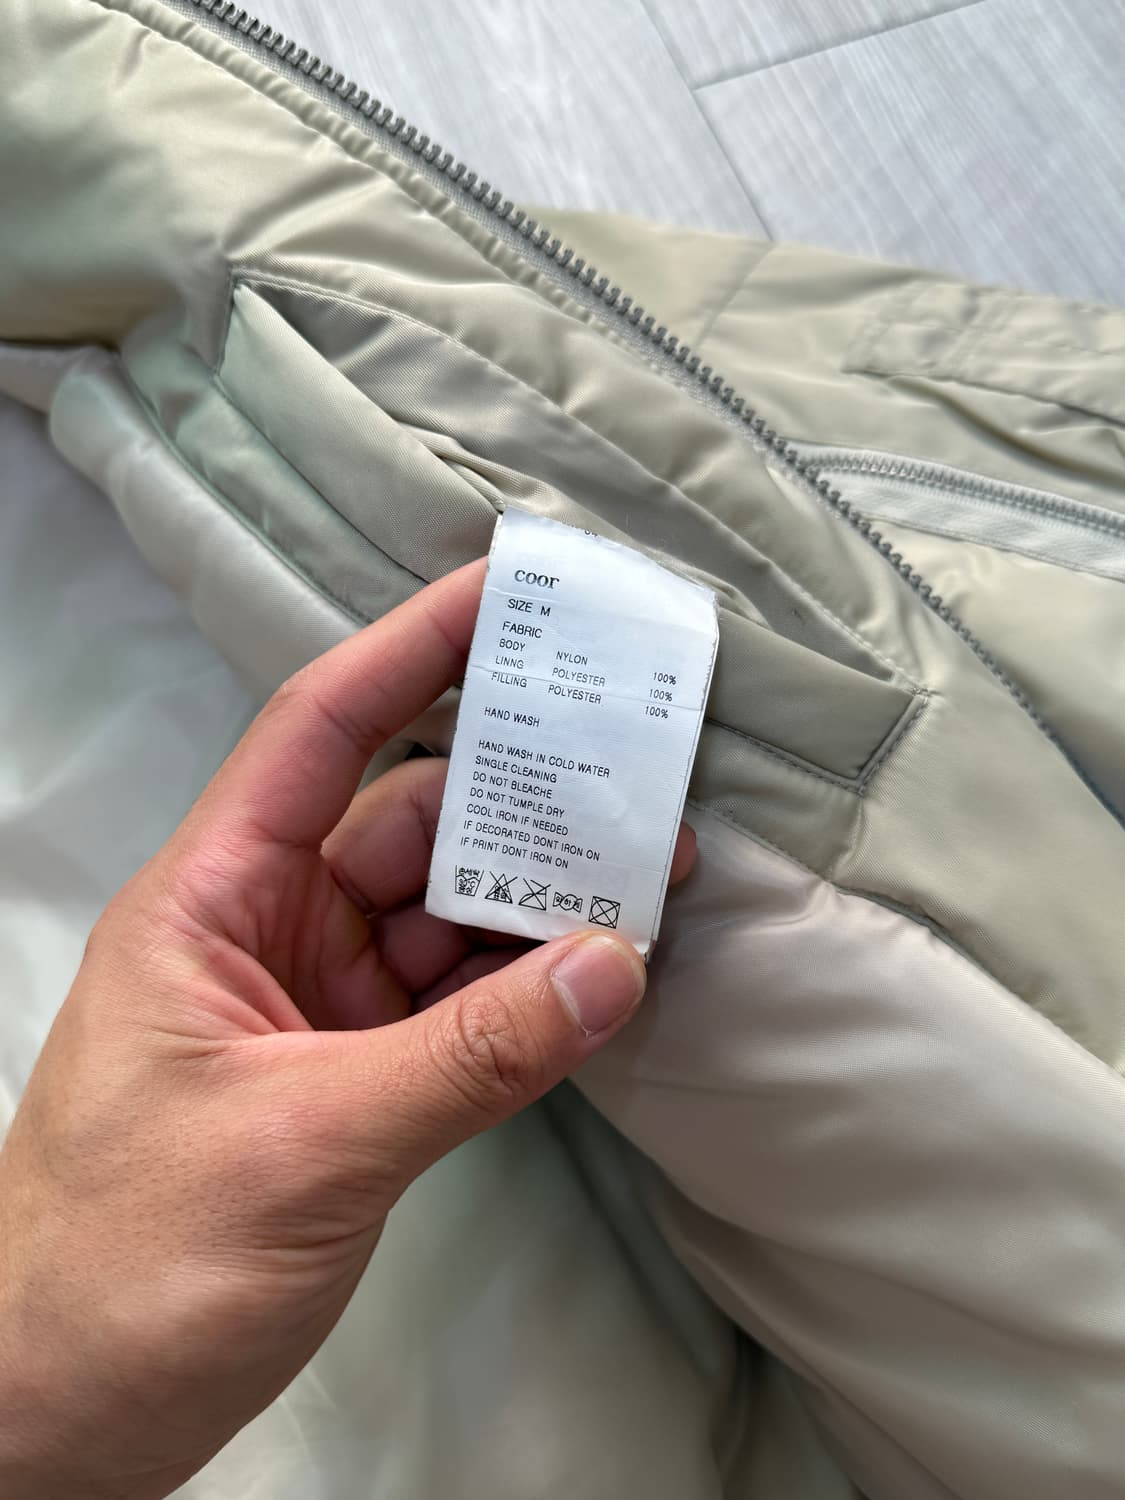 coor
SIZE M
FABRIC
BODY NYLON 100%
LINNG POLYESTER 100%
FILLING POLYESTER 100%
HAND WASH
HAND WASH IN COLD WATER
SINGLE CLEANING
DO NOT BLEACHE
DO NOT TUMPLE DRY
COOL IRON IF NEEDED
IF DECORATED DONT IRON ON
IF PRINT DONT IRON ON